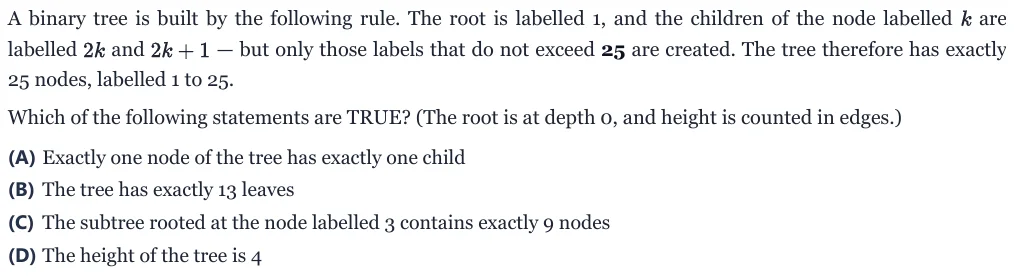 A binary tree is built by the following rule. The root is labelled 1, and the children of the node labelled k are
labelled 2k and 2k + 1 — but only those labels that do not exceed 25 are created. The tree therefore has exactly
25 nodes, labelled 1 to 25.
Which of the following statements are TRUE? (The root is at depth 0, and height is counted in edges.)
(A) Exactly one node of the tree has exactly one child
(B) The tree has exactly 13 leaves
(C) The subtree rooted at the node labelled 3 contains exactly 9 nodes
(D) The height of the tree is 4